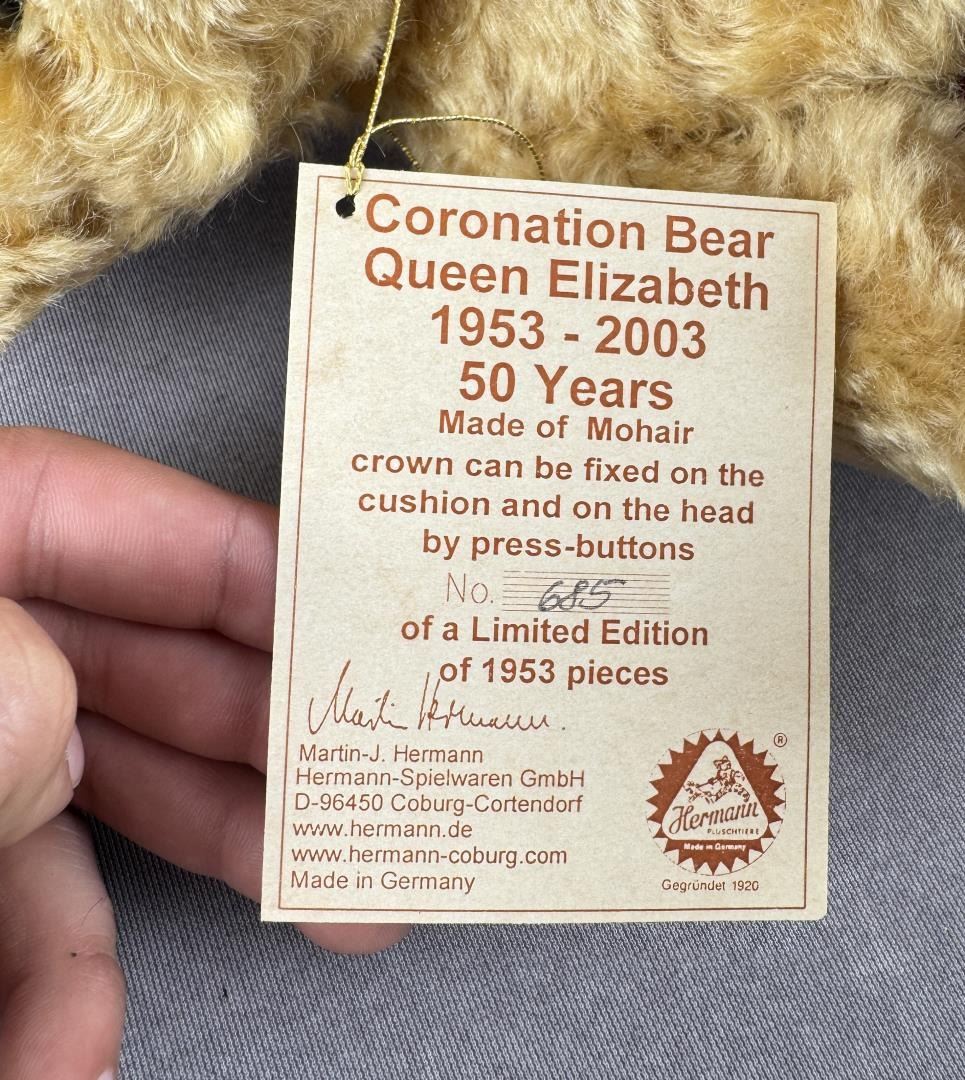 Coronation Bear
Queen Elizabeth
1953 - 2003
50 Years
Made of Mohair
crown can be fixed on the
cushion and on the head
by press-buttons
No. 685
of a Limited Edition
of 1953 pieces
Martin Hermann.
Martin-J. Hermann
Hermann-Spielwaren GmbH
D-96450 Coburg-Cortendorf
www.hermann.de
www.hermann-coburg.com
Made in Germany
®
Hermann
PLÜSCHTIERE
Made in Germany
Gegründet 1920